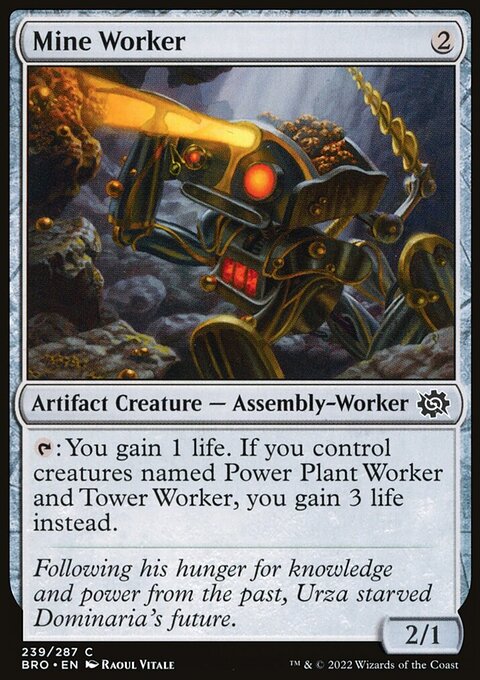 Mine Worker 2
Artifact Creature — Assembly-Worker
: You gain 1 life. If you control
creatures named Power Plant Worker
and Tower Worker, you gain 3 life
instead.
Following his hunger for knowledge
and power from the past, Urza starved
Dominaria's future.
2/1
239/287 C
BRO • EN Raoul Vitale
™ & © 2022 Wizards of the Coast